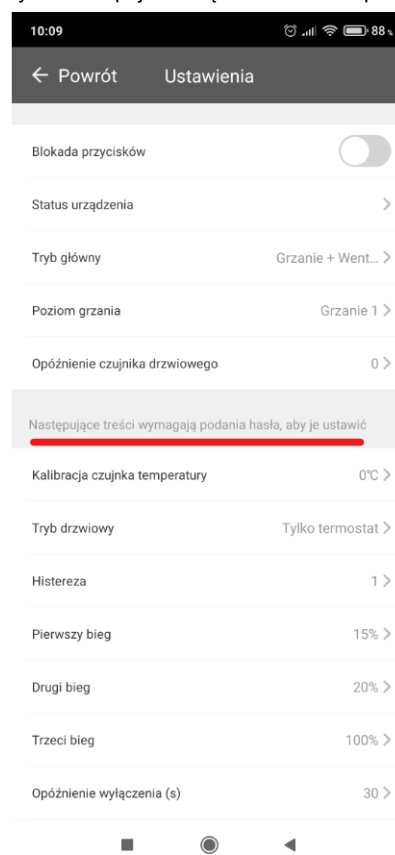 10:09 88%
← Powrót Ustawienia
Blokada przycisków
Status urządzenia >
Tryb główny Grzanie + Went... >
Poziom grzania Grzanie 1 >
Opóźnienie czujnika drzwiowego 0 >
Następujące treści wymagają podania hasła, aby je ustawić
Kalibracja czujnka temperatury 0℃ >
Tryb drzwiowy Tylko termostat >
Histereza 1 >
Pierwszy bieg 15% >
Drugi bieg 20% >
Trzeci bieg 100% >
Opóźnienie wyłączenia (s) 30 >